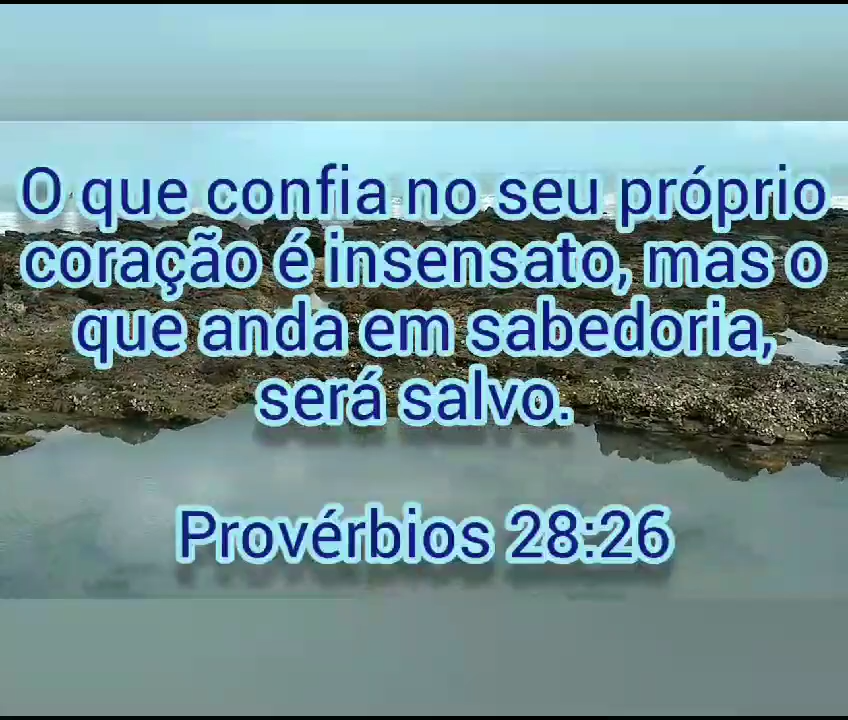 O que confia no seu próprio
coração é insensato, mas o
que anda em sabedoria,
será salvo.
Provérbios 28:26